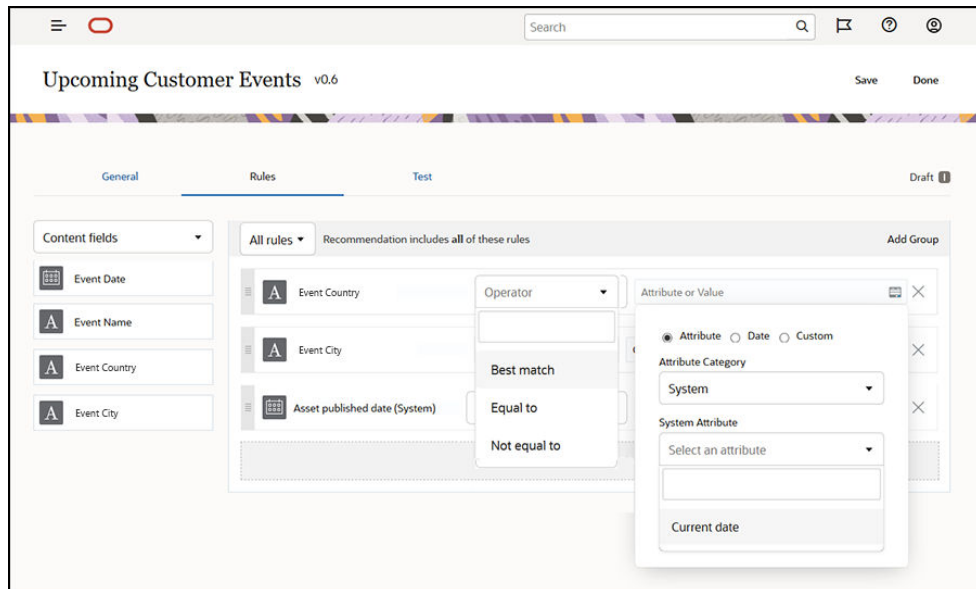 Search
Upcoming Customer Events v0.6
Save Done
General Rules Test Draft
Content fields
Event Date
A Event Name
A Event Country
A Event City
All rules Recommendation includes all of these rules Add Group
A Event Country Operator Attribute or Value
A Event City
Asset published date (System)
Best match
Equal to
Not equal to
Attribute Date Custom
Attribute Category
System
System Attribute
Select an attribute
Current date